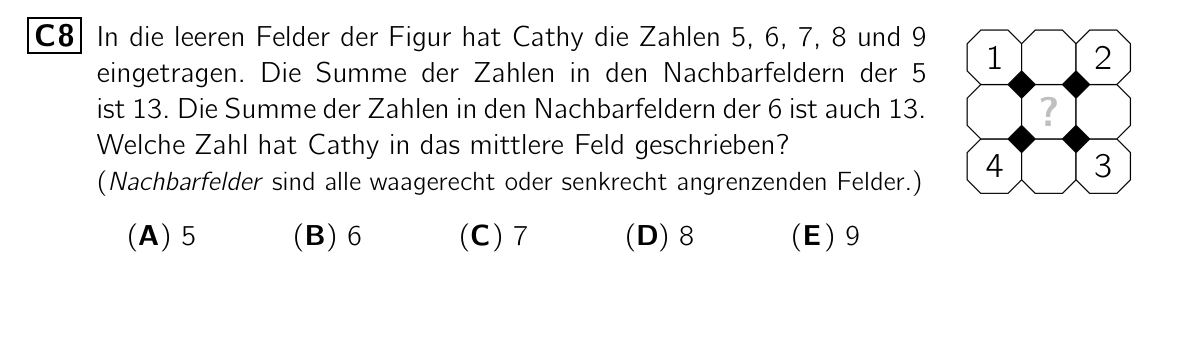 C8 In die leeren Felder der Figur hat Cathy die Zahlen 5, 6, 7, 8 und 9
eingetragen. Die Summe der Zahlen in den Nachbarfeldern der 5
ist 13. Die Summe der Zahlen in den Nachbarfeldern der 6 ist auch 13.
Welche Zahl hat Cathy in das mittlere Feld geschrieben?
(Nachbarfelder sind alle waagerecht oder senkrecht angrenzenden Felder.)
(A) 5 (B) 6 (C) 7 (D) 8 (E) 9
1 2
?
4 3